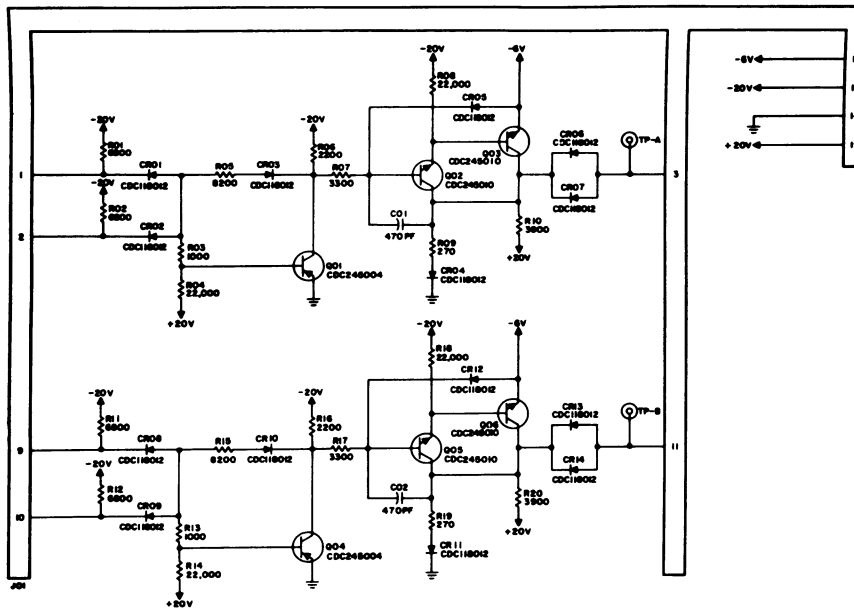 -20V
-6V
R08
22,000
CR05
CDC118012
-20V
R01
6800
CR01
CDC118012
-20V
R06
2200
R05
8200
CR03
CDC118012
R07
3300
Q03
CDC246010
CR06
CDC118012
TP-A
1
3
-20V
R02
6800
Q02
CDC246010
CR07
CDC118012
2
CR02
CDC118012
R03
1000
C01
470PF
R10
3900
+20V
R09
270
Q01
CDC246004
CR04
CDC118012
R04
22,000
+20V
-20V
-6V
R18
22,000
CR12
CDC118012
-20V
R11
6800
CR08
CDC118012
-20V
R16
2200
R15
8200
CR10
CDC118012
R17
3300
Q06
CDC246010
CR13
CDC118012
TP-B
9
11
-20V
R12
6800
Q05
CDC246010
CR14
CDC118012
10
CR09
CDC118012
R13
1000
C02
470PF
R20
3900
+20V
R19
270
Q04
CDC246004
CR11
CDC118012
R14
22,000
+20V
-6V
-20V
+20V